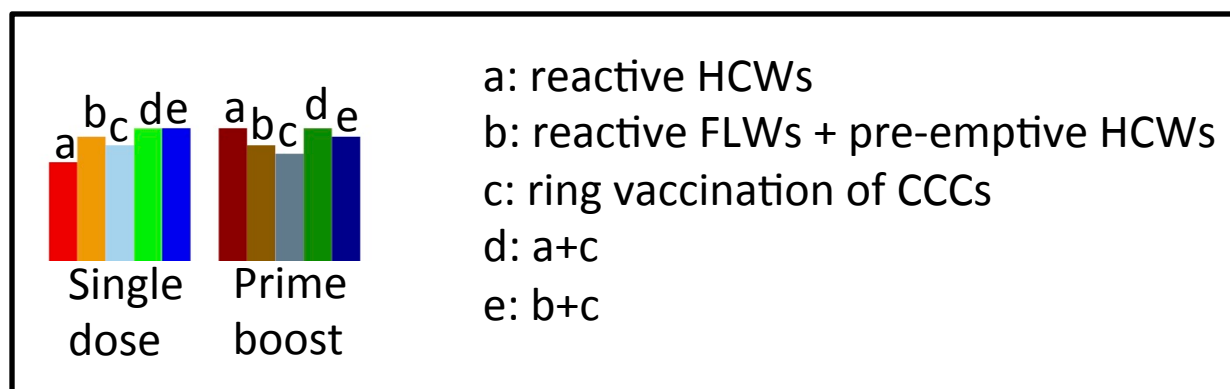 a b c d e
a b c d e
Single dose
Prime boost
a: reactive HCWs
b: reactive FLWs + pre-emptive HCWs
c: ring vaccination of CCCs
d: a+c
e: b+c